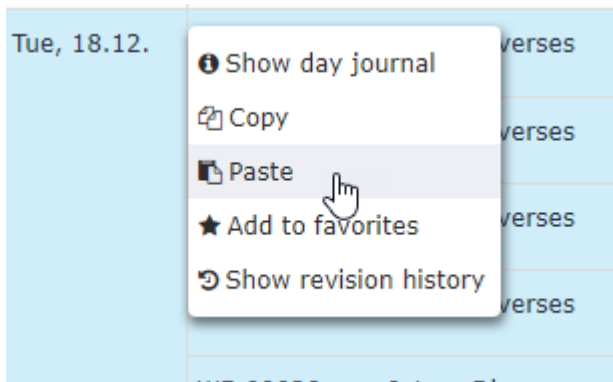 Tue, 18.12.
verses
Show day journal
Copy
verses
Paste
Add to favorites
verses
Show revision history
verses